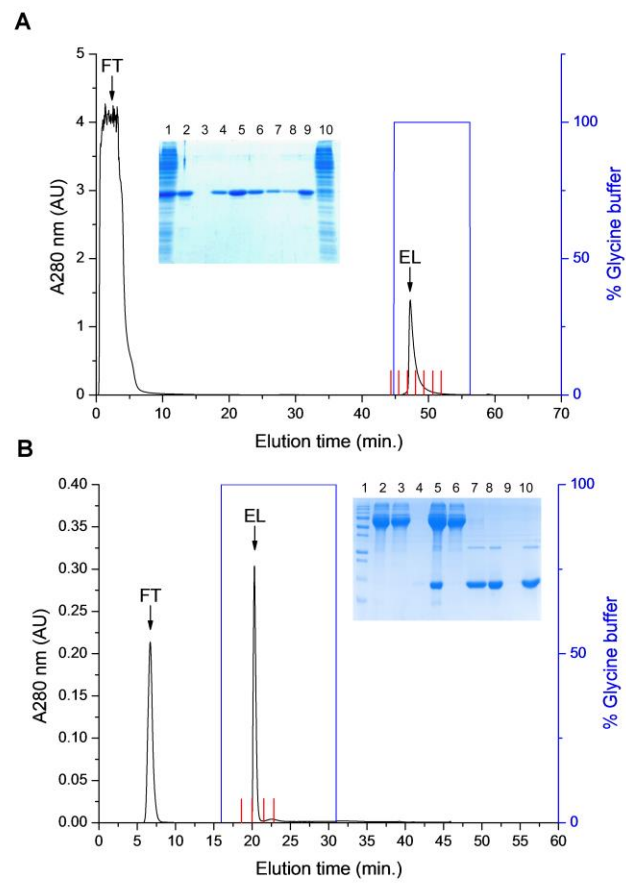 A
FT
1 2 3 4 5 6 7 8 9 10
EL
5
4
3
2
1
0
A280 nm (AU)
100
50
0
% Glycine buffer
0 10 20 30 40 50 60 70
Elution time (min.)
B
FT
EL
1 2 3 4 5 6 7 8 9 10
0.40
0.35
0.30
0.25
0.20
0.15
0.10
0.05
0.00
A280 nm (AU)
100
50
0
% Glycine buffer
0 5 10 15 20 25 30 35 40 45 50 55 60
Elution time (min.)